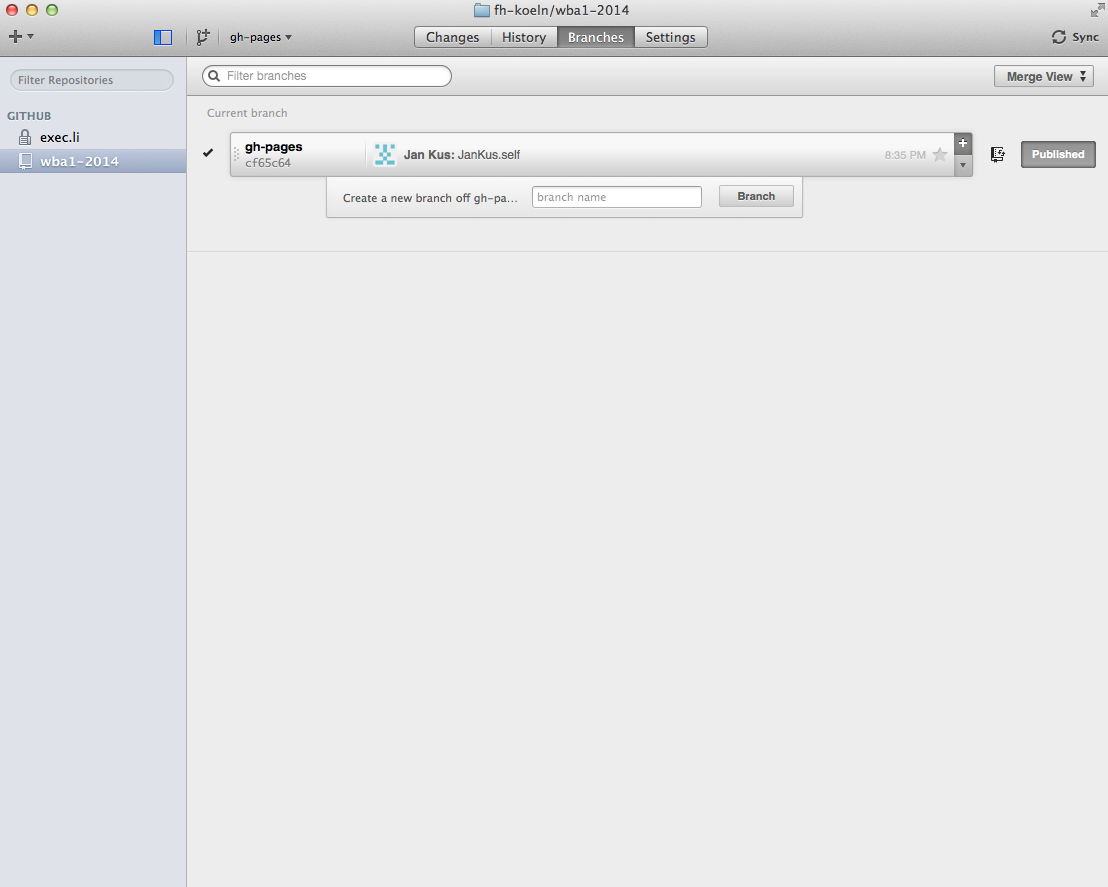 fh-koeln/wba1-2014
gh-pages
Changes
History
Branches
Settings
Sync
Filter Repositories
Filter branches
Merge View
GITHUB
exec.li
wba1-2014
Current branch
gh-pages
cf65c64
Jan Kus: JanKus.self
8:35 PM
Published
Create a new branch off gh-pa...
branch name
Branch